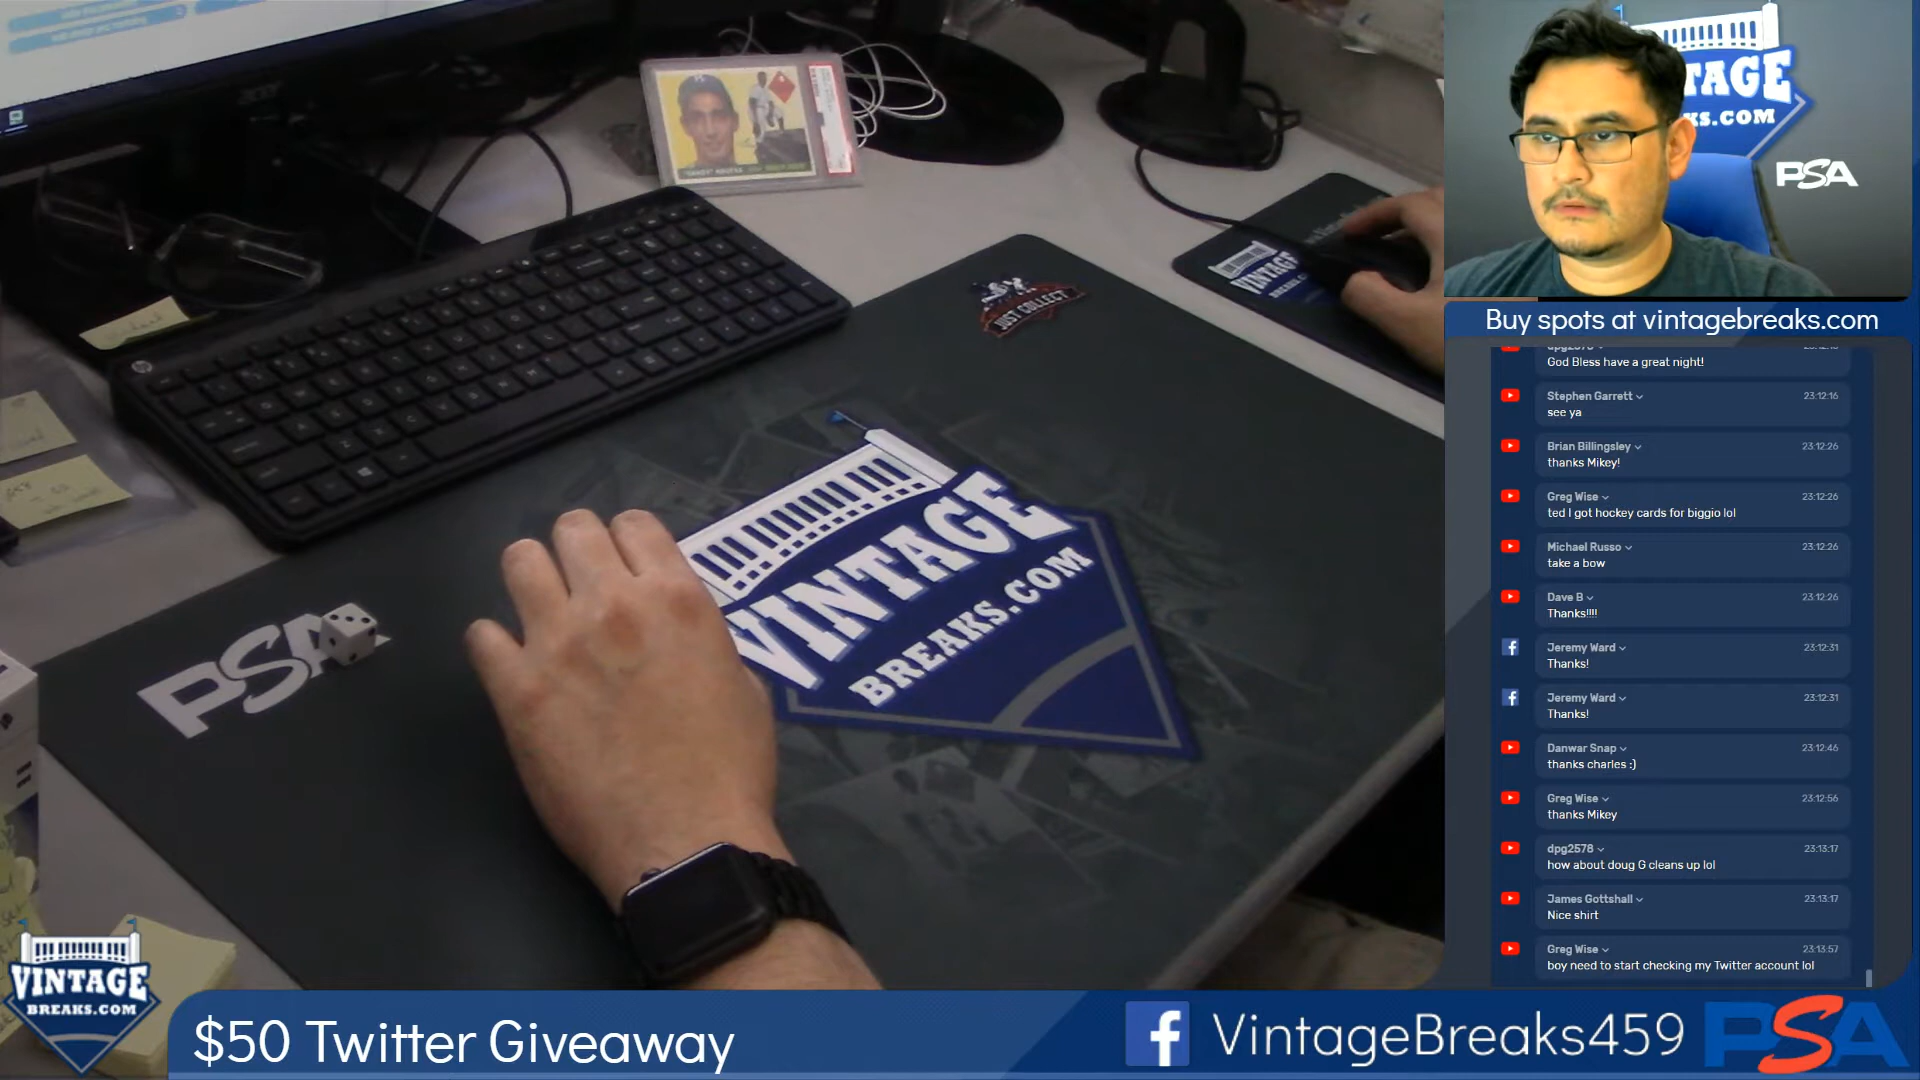 JUST COLLECT
VINTAGE
PSA
VINTAGE
BREAKS.COM
TAGE
KS.COM
PSA
Buy spots at vintagebreaks.com
God Bless have a great night!
Stephen Garrett 23:12:16
see ya
Brian Billingsley 23:12:26
thanks Mikey!
Greg Wise 23:12:26
ted I got hockey cards for biggio lol
Michael Russo 23:12:26
take a bow
Dave B 23:12:26
Thanks!!!!
Jeremy Ward 23:12:31
Thanks!
Jeremy Ward 23:12:31
Thanks!
Danwar Snap 23:12:46
thanks charles :)
Greg Wise 23:12:56
thanks Mikey
dpg2578 23:13:17
how about doug G cleans up lol
James Gottshall 23:13:17
Nice shirt
Greg Wise 23:13:57
boy need to start checking my Twitter account lol
VINTAGE
BREAKS.COM
$50 Twitter Giveaway
VintageBreaks459
PSA